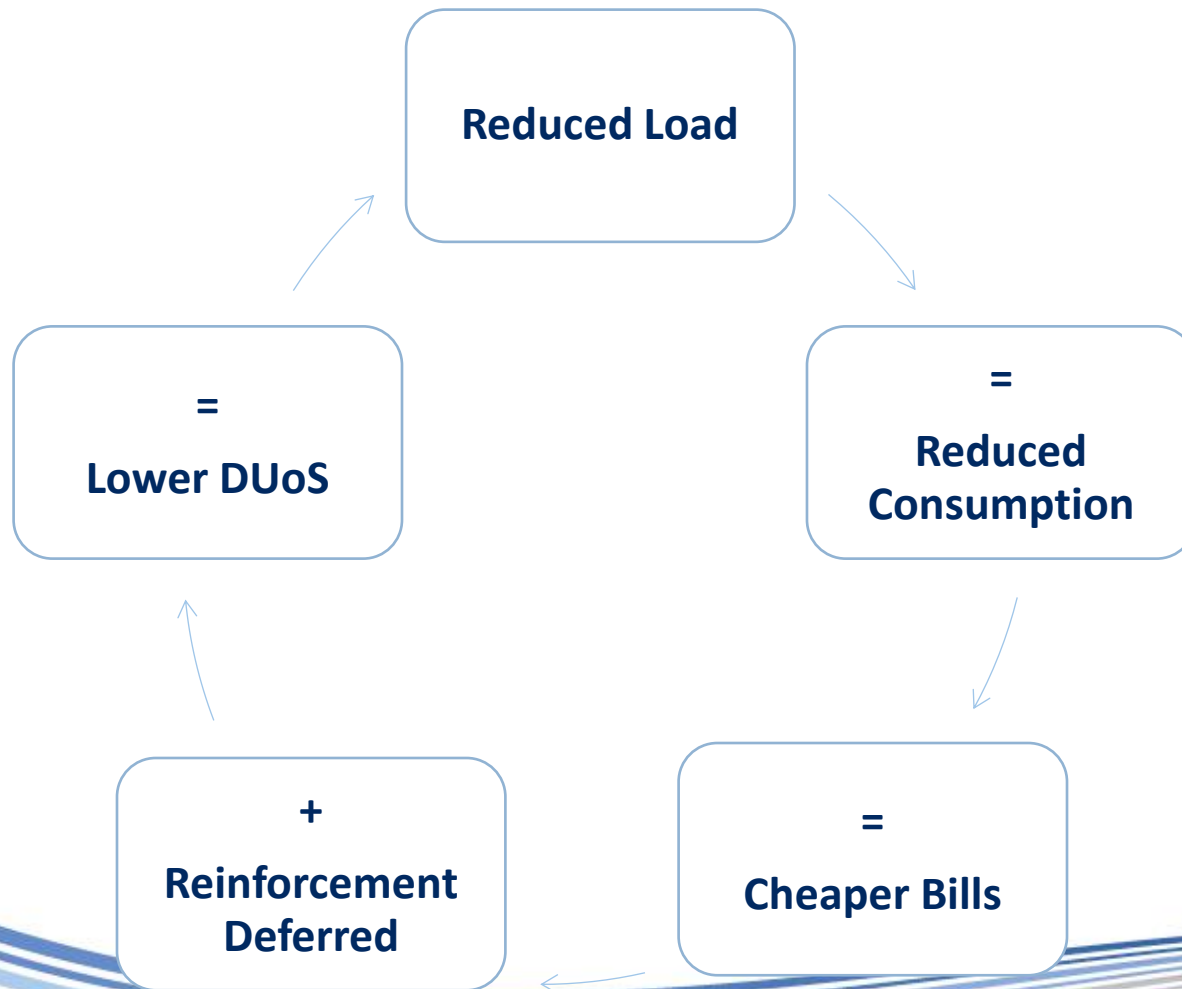 Reduced Load
=
Reduced
Consumption
=
Cheaper Bills
+
Reinforcement
Deferred
=
Lower DUoS